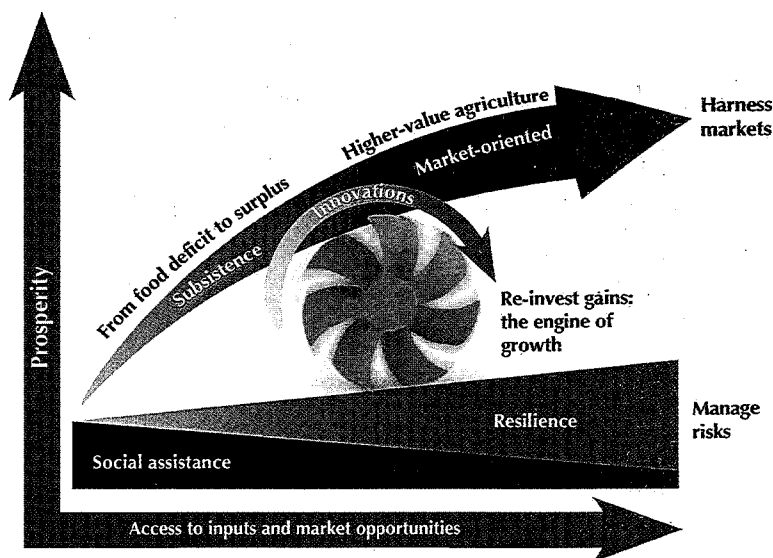 Prosperity
From food deficit to surplus
Higher-value agriculture
Subsistence
Market-oriented
Harness
markets
Innovations
Re-invest gains:
the engine of
growth
Resilience
Manage
risks
Social assistance
Access to inputs and market opportunities